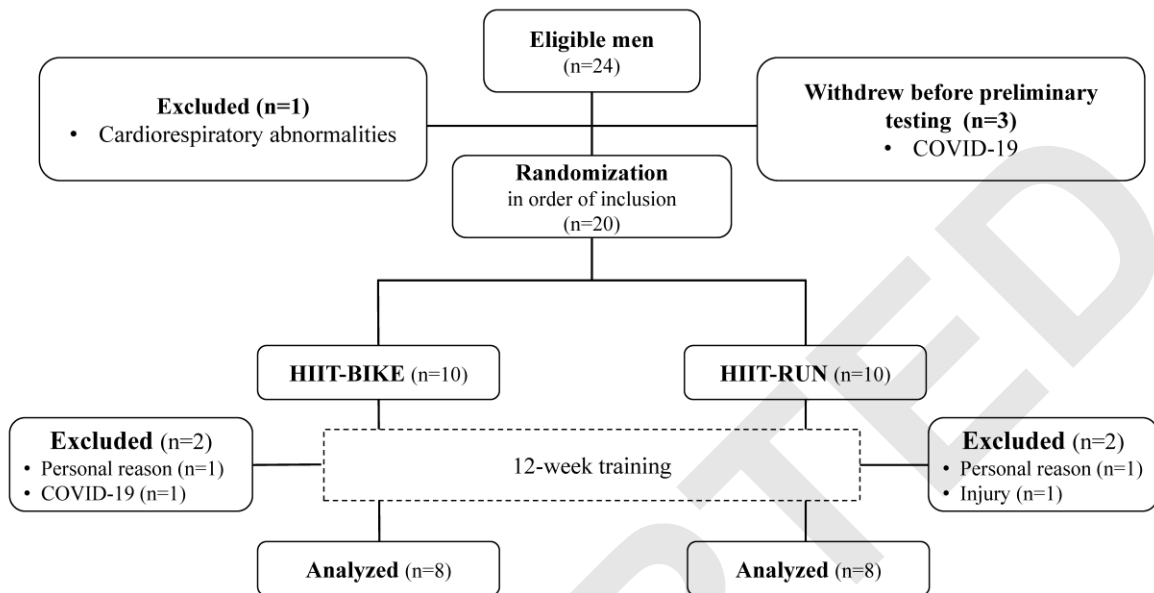 Eligible men
(n=24)
Excluded (n=1)
• Cardiorespiratory abnormalities
Withdrew before preliminary
testing (n=3)
• COVID-19
Randomization
in order of inclusion
(n=20)
HIIT-BIKE (n=10)
HIIT-RUN (n=10)
Excluded (n=2)
• Personal reason (n=1)
• COVID-19 (n=1)
12-week training
Excluded (n=2)
• Personal reason (n=1)
• Injury (n=1)
Analyzed (n=8)
Analyzed (n=8)
PTED